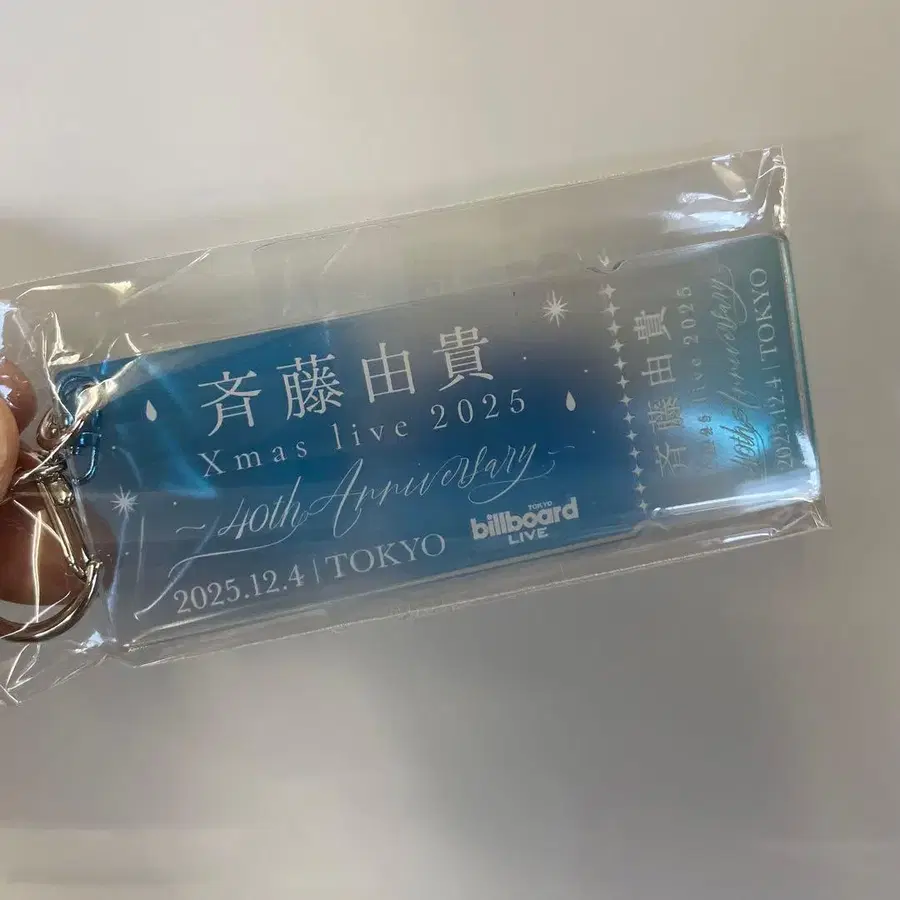 斉藤由貴
Xmas live 2025
~ 40th Anniversary ~
2025.12.4 | TOKYO
TOKYO
billboard
LIVE
斉藤由貴
live 2025
40th Anniversary
2025.12.4 | TOKYO